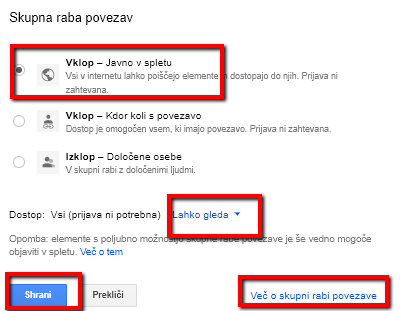 Skupna raba povezav
Vklop – Javno v spletu
Vsi v internetu lahko poiščejo elemente in dostopajo do njih. Prijava ni
zahtevana.
Vklop – Kdor koli s povezavo
Dostop je omogočen vsem, ki imajo povezavo. Prijava ni zahtevana.
Izklop – Določene osebe
V skupni rabi z določenimi ljudmi.
Dostop: Vsi (prijava ni potrebna) Lahko gleda
Opomba: elemente s poljubno možnostjo skupne rabe povezave je še vedno mogoče
objaviti v spletu. Več o tem
Shrani Prekliči Več o skupni rabi povezave